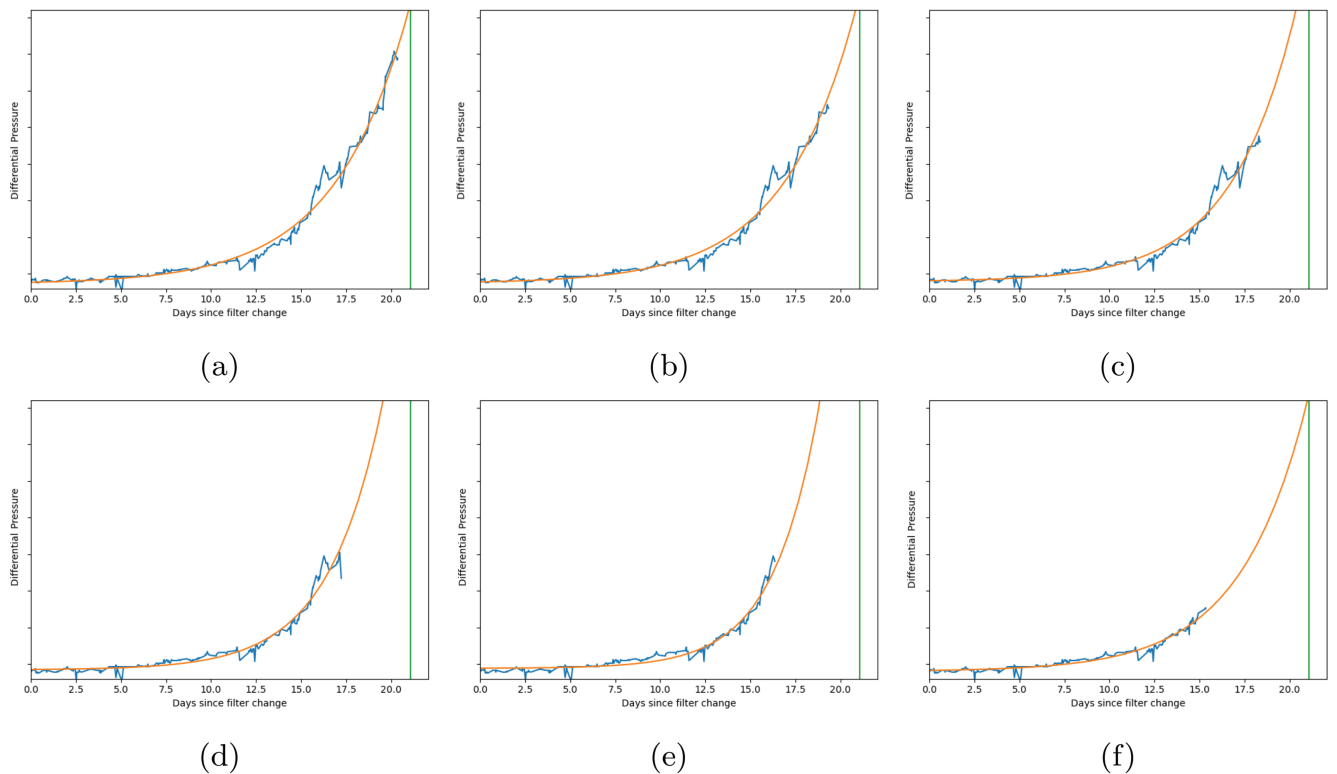 Differential Pressure
0.0 2.5 5.0 7.5 10.0 12.5 15.0 17.5 20.0
Days since filter change
(a)
Differential Pressure
0.0 2.5 5.0 7.5 10.0 12.5 15.0 17.5 20.0
Days since filter change
(b)
Differential Pressure
0.0 2.5 5.0 7.5 10.0 12.5 15.0 17.5 20.0
Days since filter change
(c)
Differential Pressure
0.0 2.5 5.0 7.5 10.0 12.5 15.0 17.5 20.0
Days since filter change
(d)
Differential Pressure
0.0 2.5 5.0 7.5 10.0 12.5 15.0 17.5 20.0
Days since filter change
(e)
Differential Pressure
0.0 2.5 5.0 7.5 10.0 12.5 15.0 17.5 20.0
Days since filter change
(f)